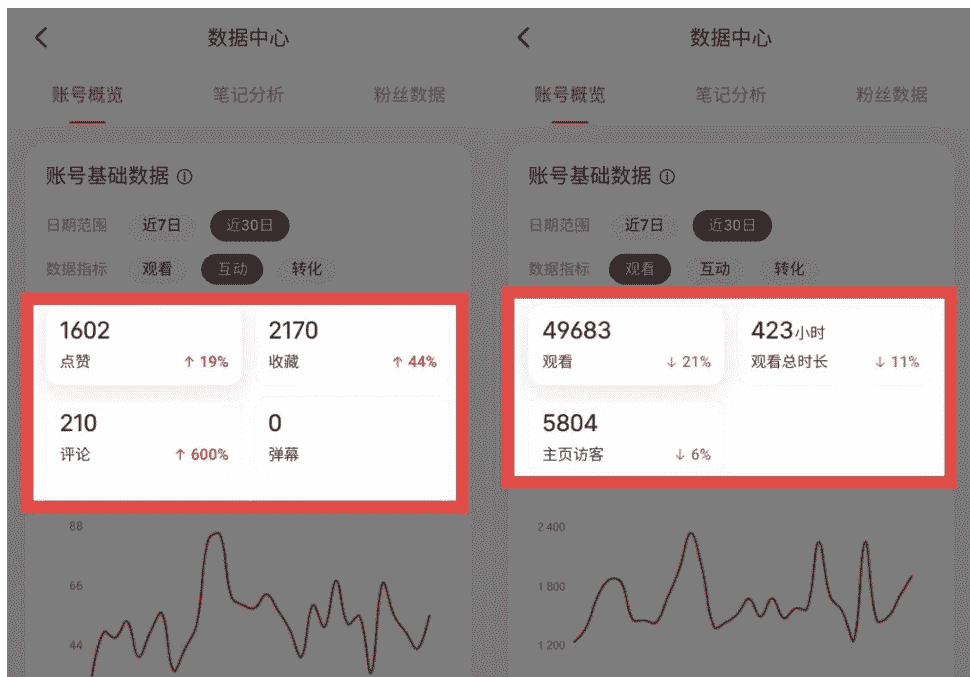 数据中心
账号概览 笔记分析 粉丝数据
账号基础数据
日期范围 近7日 近30日
数据指标 观看 互动 转化
1602 2170
点赞 ↑ 19% 收藏 ↑ 44%
210 0
评论 ↑ 600% 弹幕
88
66
44
数据中心
账号概览 笔记分析 粉丝数据
账号基础数据
日期范围 近7日 近30日
数据指标 观看 互动 转化
49683 423小时
观看 ↓ 21% 观看总时长 ↓ 11%
5804
主页访客 ↓ 6%
2 400
1 800
1 200